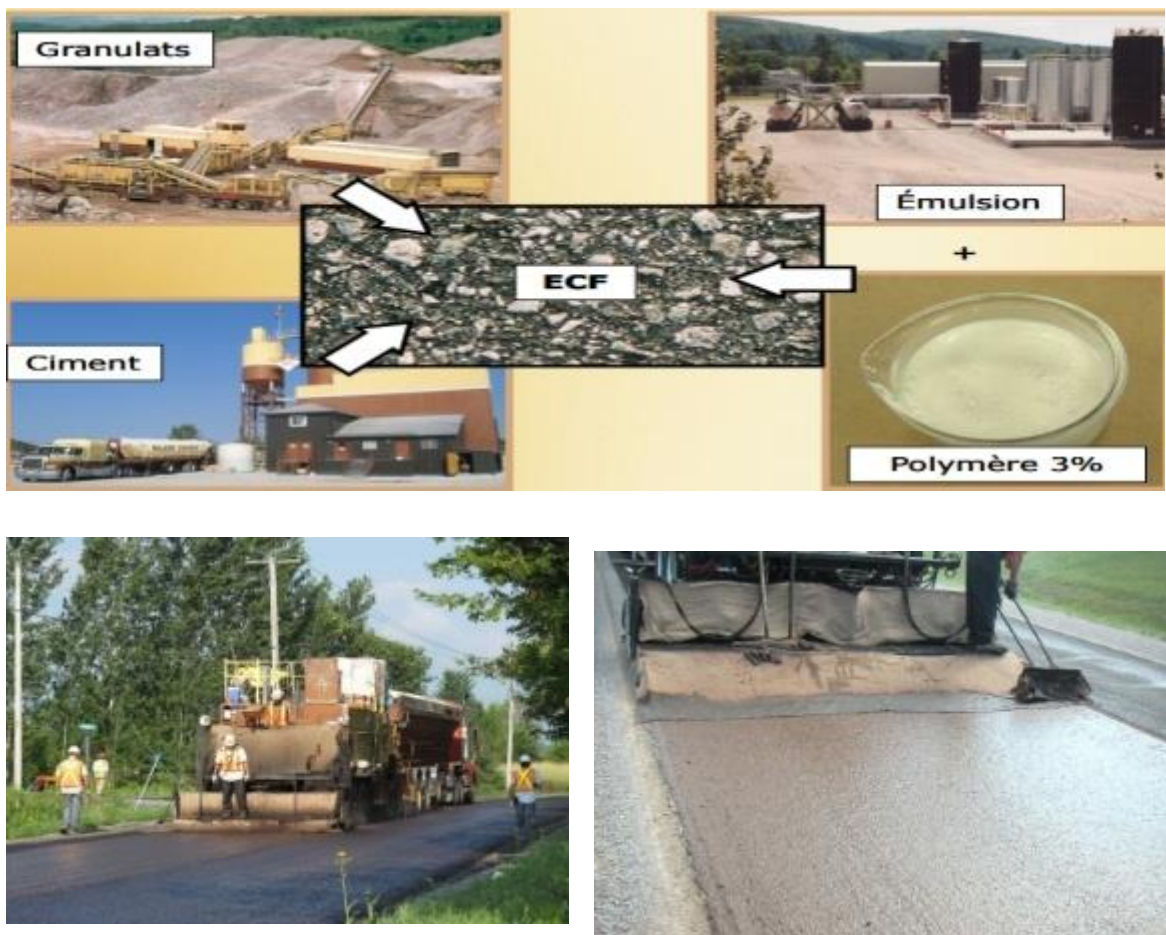 Granulats
Émulsion
ECF
+
Ciment
Polymère 3%